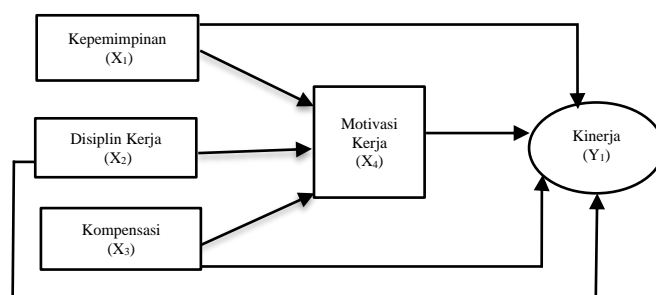 Kepemimpinan
(X₁)
Disiplin Kerja
(X₂)
Kompensasi
(X₃)
Motivasi
Kerja
(X₄)
Kinerja
(Y₁)